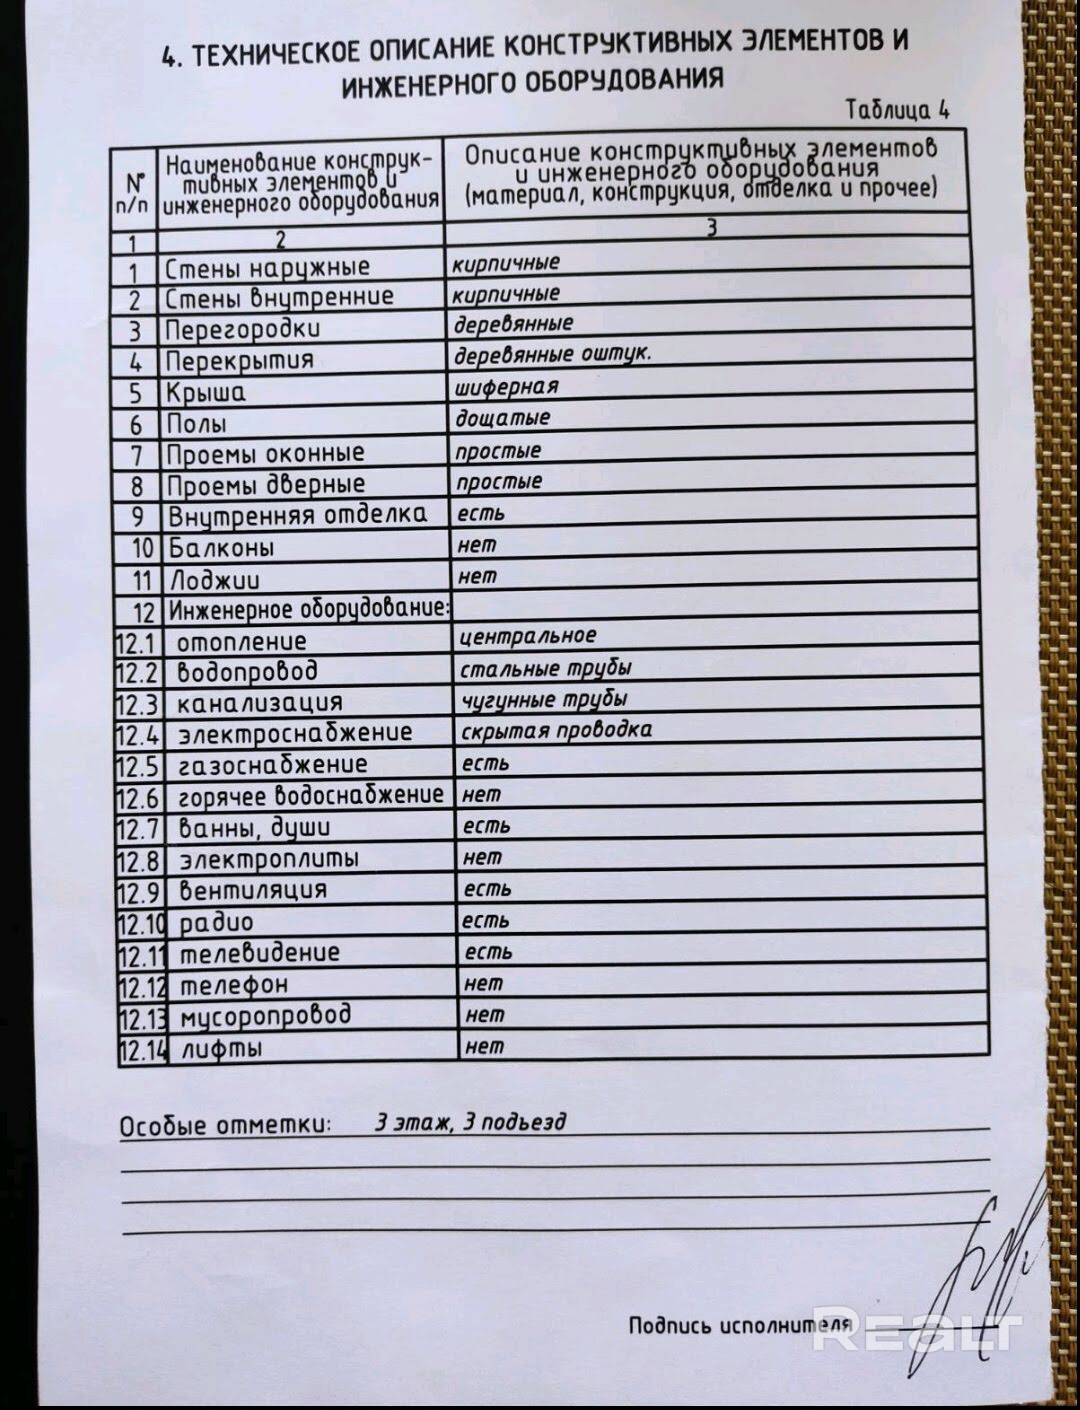 4. ТЕХНИЧЕСКОЕ ОПИСАНИЕ КОНСТРУКТИВНЫХ ЭЛЕМЕНТОВ И
ИНЖЕНЕРНОГО ОБОРУДОВАНИЯ
Таблица 4
№ п/п
Наименование конструк-
тивных элементов и
инженерного оборудования
Описание конструктивных элементов
и инженерного оборудования
(материал, конструкция, отделка и прочее)
1 2 3
1 Стены наружные кирпичные
2 Стены внутренние кирпичные
3 Перегородки деревянные
4 Перекрытия деревянные оштук.
5 Крыша шиферная
6 Полы дощатые
7 Проемы оконные простые
8 Проемы дверные простые
9 Внутренняя отделка есть
10 Балконы нет
11 Лоджии нет
12 Инженерное оборудование:
12.1 отопление центральное
12.2 водопровод стальные трубы
12.3 канализация чугунные трубы
12.4 электроснабжение скрытая проводка
12.5 газоснабжение есть
12.6 горячее водоснабжение нет
12.7 ванны, души есть
12.8 электроплиты нет
12.9 вентиляция есть
12.10 радио есть
12.11 телевидение есть
12.12 телефон нет
12.13 мусоропровод нет
12.14 лифты нет
Особые отметки: 3 этаж, 3 подъезд
Подпись исполнителя
REALT